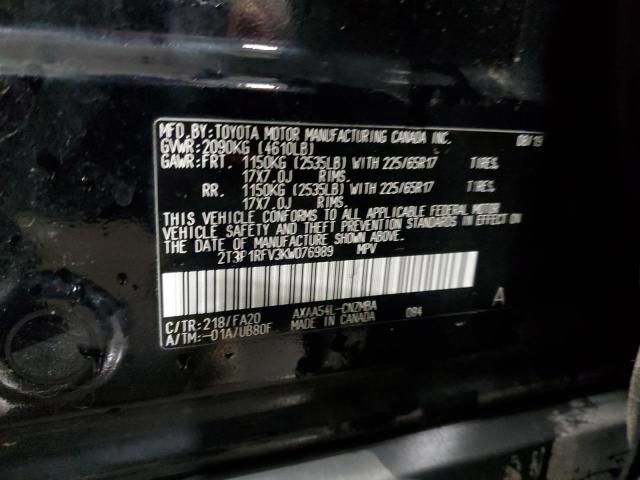 MFD.BY:TOYOTA MOTOR MANUFACTURING CANADA INC. 08/19
GVWR:2090KG (4610LB)
GAWR:FRT. 1150KG (2535LB) WITH 225/65R17 TIRES,
17X7.0J RIMS,
RR. 1150KG (2535LB) WITH 225/65R17 TIRES,
17X7.0J RIMS.
THIS VEHICLE CONFORMS TO ALL APPLICABLE FEDERAL MOTOR
VEHICLE SAFETY AND THEFT PREVENTION STANDARDS IN EFFECT ON
THE DATE OF MANUFACTURE SHOWN ABOVE.
2T3P1RFV3KW076989 MPV
C/TR:218/FA20 AXAA54L-CNZMBA 094 A
A/TM:-01A/UB80F MADE IN CANADA